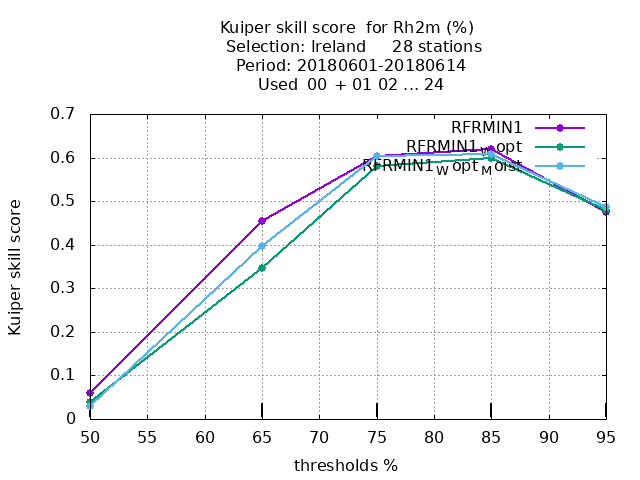 Kuiper skill score  for Rh2m (%)
Selection: Ireland     28 stations
Period: 20180601-20180614
Used  00  + 01 02 ... 24
0.7
0.6
0.5
0.4
0.3
0.2
0.1
0
Kuiper skill score
RFRMIN1
RFRMIN1Wopt
RFRMIN1WoptMoist
50 55 60 65 70 75 80 85 90 95
thresholds %